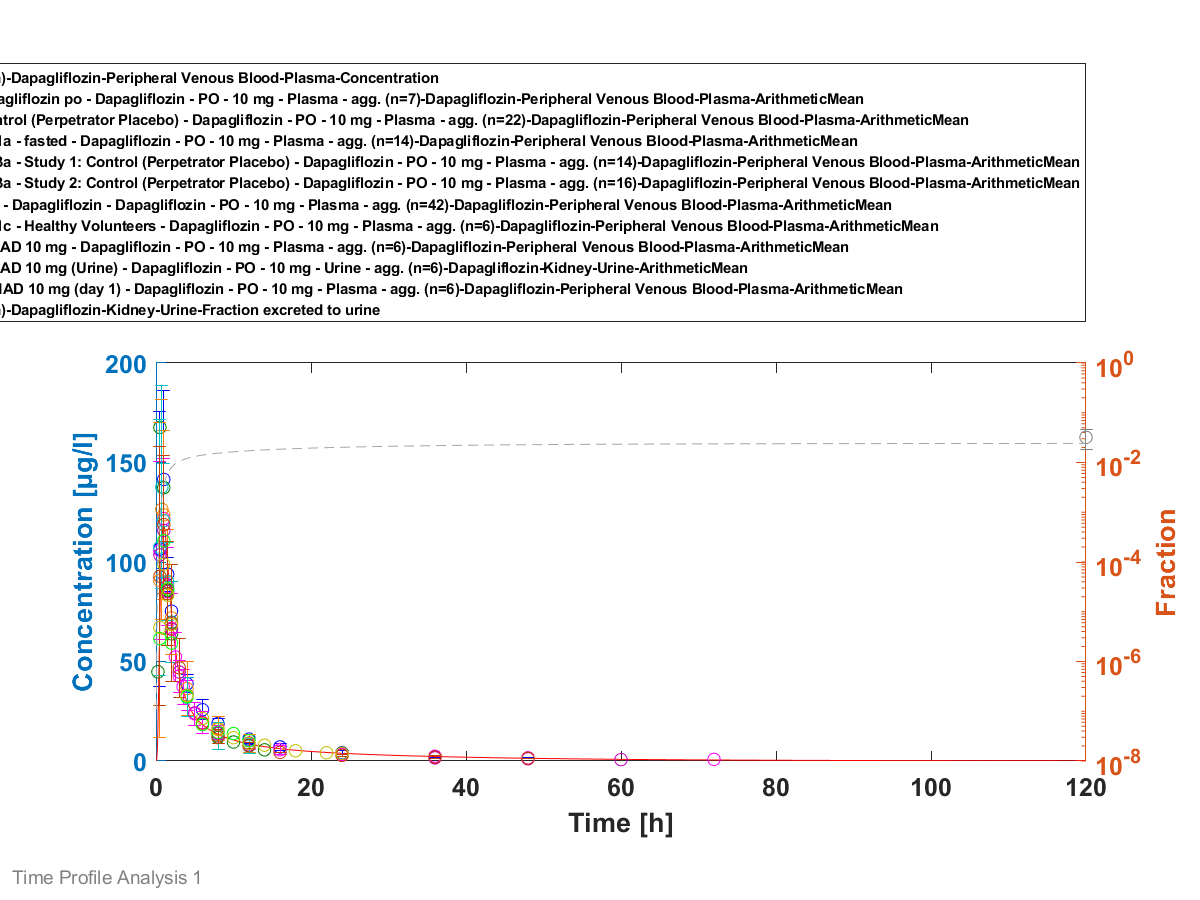 )-Dapagliflozin-Peripheral Venous Blood-Plasma-Concentration
agliflozin po - Dapagliflozin - PO - 10 mg - Plasma - agg. (n=7)-Dapagliflozin-Peripheral Venous Blood-Plasma-ArithmeticMean
ntrol (Perpetrator Placebo) - Dapagliflozin - PO - 10 mg - Plasma - agg. (n=22)-Dapagliflozin-Peripheral Venous Blood-Plasma-ArithmeticMean
la - fasted - Dapagliflozin - PO - 10 mg - Plasma - agg. (n=14)-Dapagliflozin-Peripheral Venous Blood-Plasma-ArithmeticMean
3a - Study 1: Control (Perpetrator Placebo) - Dapagliflozin - PO - 10 mg - Plasma - agg. (n=14)-Dapagliflozin-Peripheral Venous Blood-Plasma-ArithmeticMean
3a - Study 2: Control (Perpetrator Placebo) - Dapagliflozin - PO - 10 mg - Plasma - agg. (n=16)-Dapagliflozin-Peripheral Venous Blood-Plasma-ArithmeticMean
- Dapagliflozin - Dapagliflozin - PO - 10 mg - Plasma - agg. (n=42)-Dapagliflozin-Peripheral Venous Blood-Plasma-ArithmeticMean
lc - Healthy Volunteers - Dapagliflozin - PO - 10 mg - Plasma - agg. (n=6)-Dapagliflozin-Peripheral Venous Blood-Plasma-ArithmeticMean
AD 10 mg - Dapagliflozin - PO - 10 mg - Plasma - agg. (n=6)-Dapagliflozin-Peripheral Venous Blood-Plasma-ArithmeticMean
AD 10 mg (Urine) - Dapagliflozin - PO - 10 mg - Urine - agg. (n=6)-Dapagliflozin-Kidney-Urine-ArithmeticMean
IAD 10 mg (day 1) - Dapagliflozin - PO - 10 mg - Plasma - agg. (n=6)-Dapagliflozin-Peripheral Venous Blood-Plasma-ArithmeticMean
)-Dapagliflozin-Kidney-Urine-Fraction excreted to urine
200
150
100
50
0
Concentration [µg/l]
10^0
10^-2
10^-4
10^-6
10^-8
Fraction
0 20 40 60 80 100 120
Time [h]
Time Profile Analysis 1